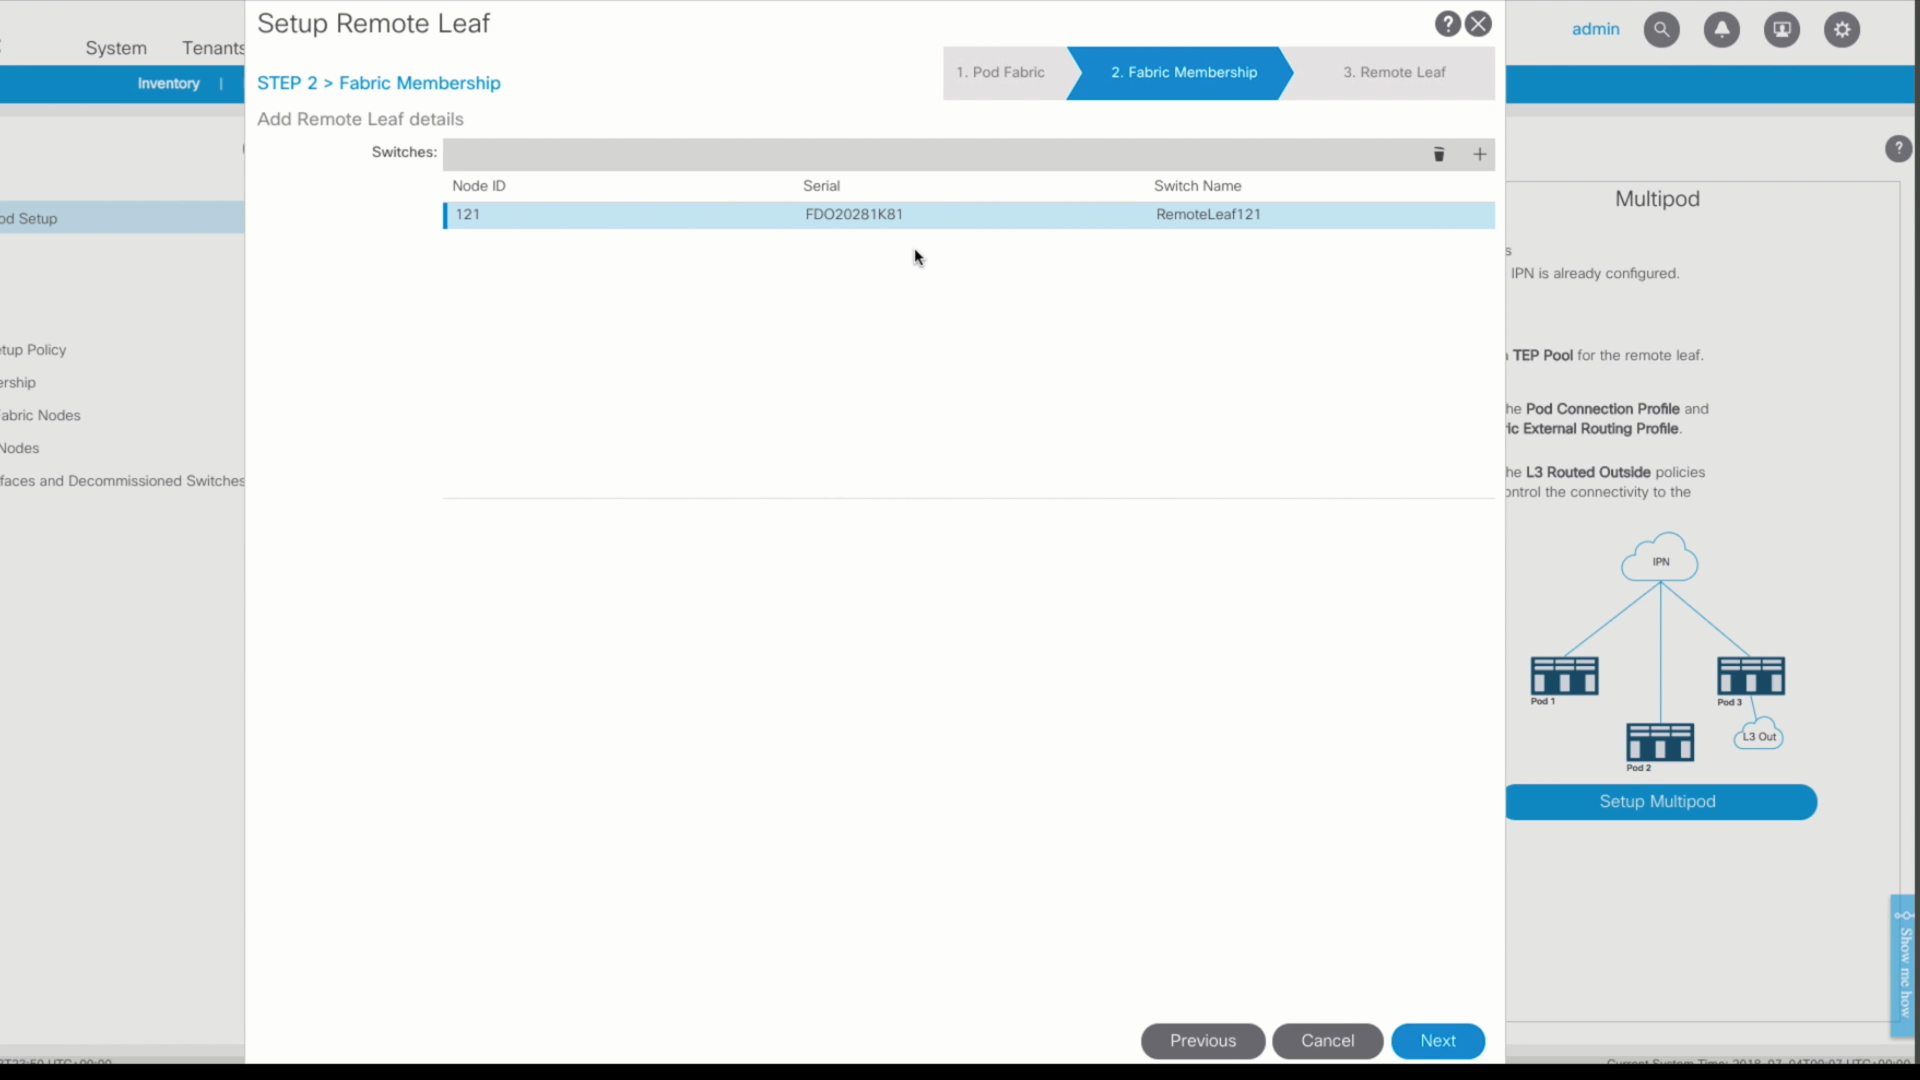 Setup Remote Leaf
?
admin
System Tenants
Inventory |
STEP 2 > Fabric Membership
1. Pod Fabric
2. Fabric Membership
3. Remote Leaf
Add Remote Leaf details
Switches:
Node ID Serial Switch Name
121 FDO20281K81 RemoteLeaf121
od Setup
etup Policy
ership
abric Nodes
Nodes
faces and Decommissioned Switches
?
Multipod
s
IPN is already configured.
TEP Pool for the remote leaf.
he Pod Connection Profile and
ic External Routing Profile.
he L3 Routed Outside policies
ontrol the connectivity to the
IPN
Pod 1
Pod 3
L3 Out
Pod 2
Setup Multipod
Show me how
Previous
Cancel
Next